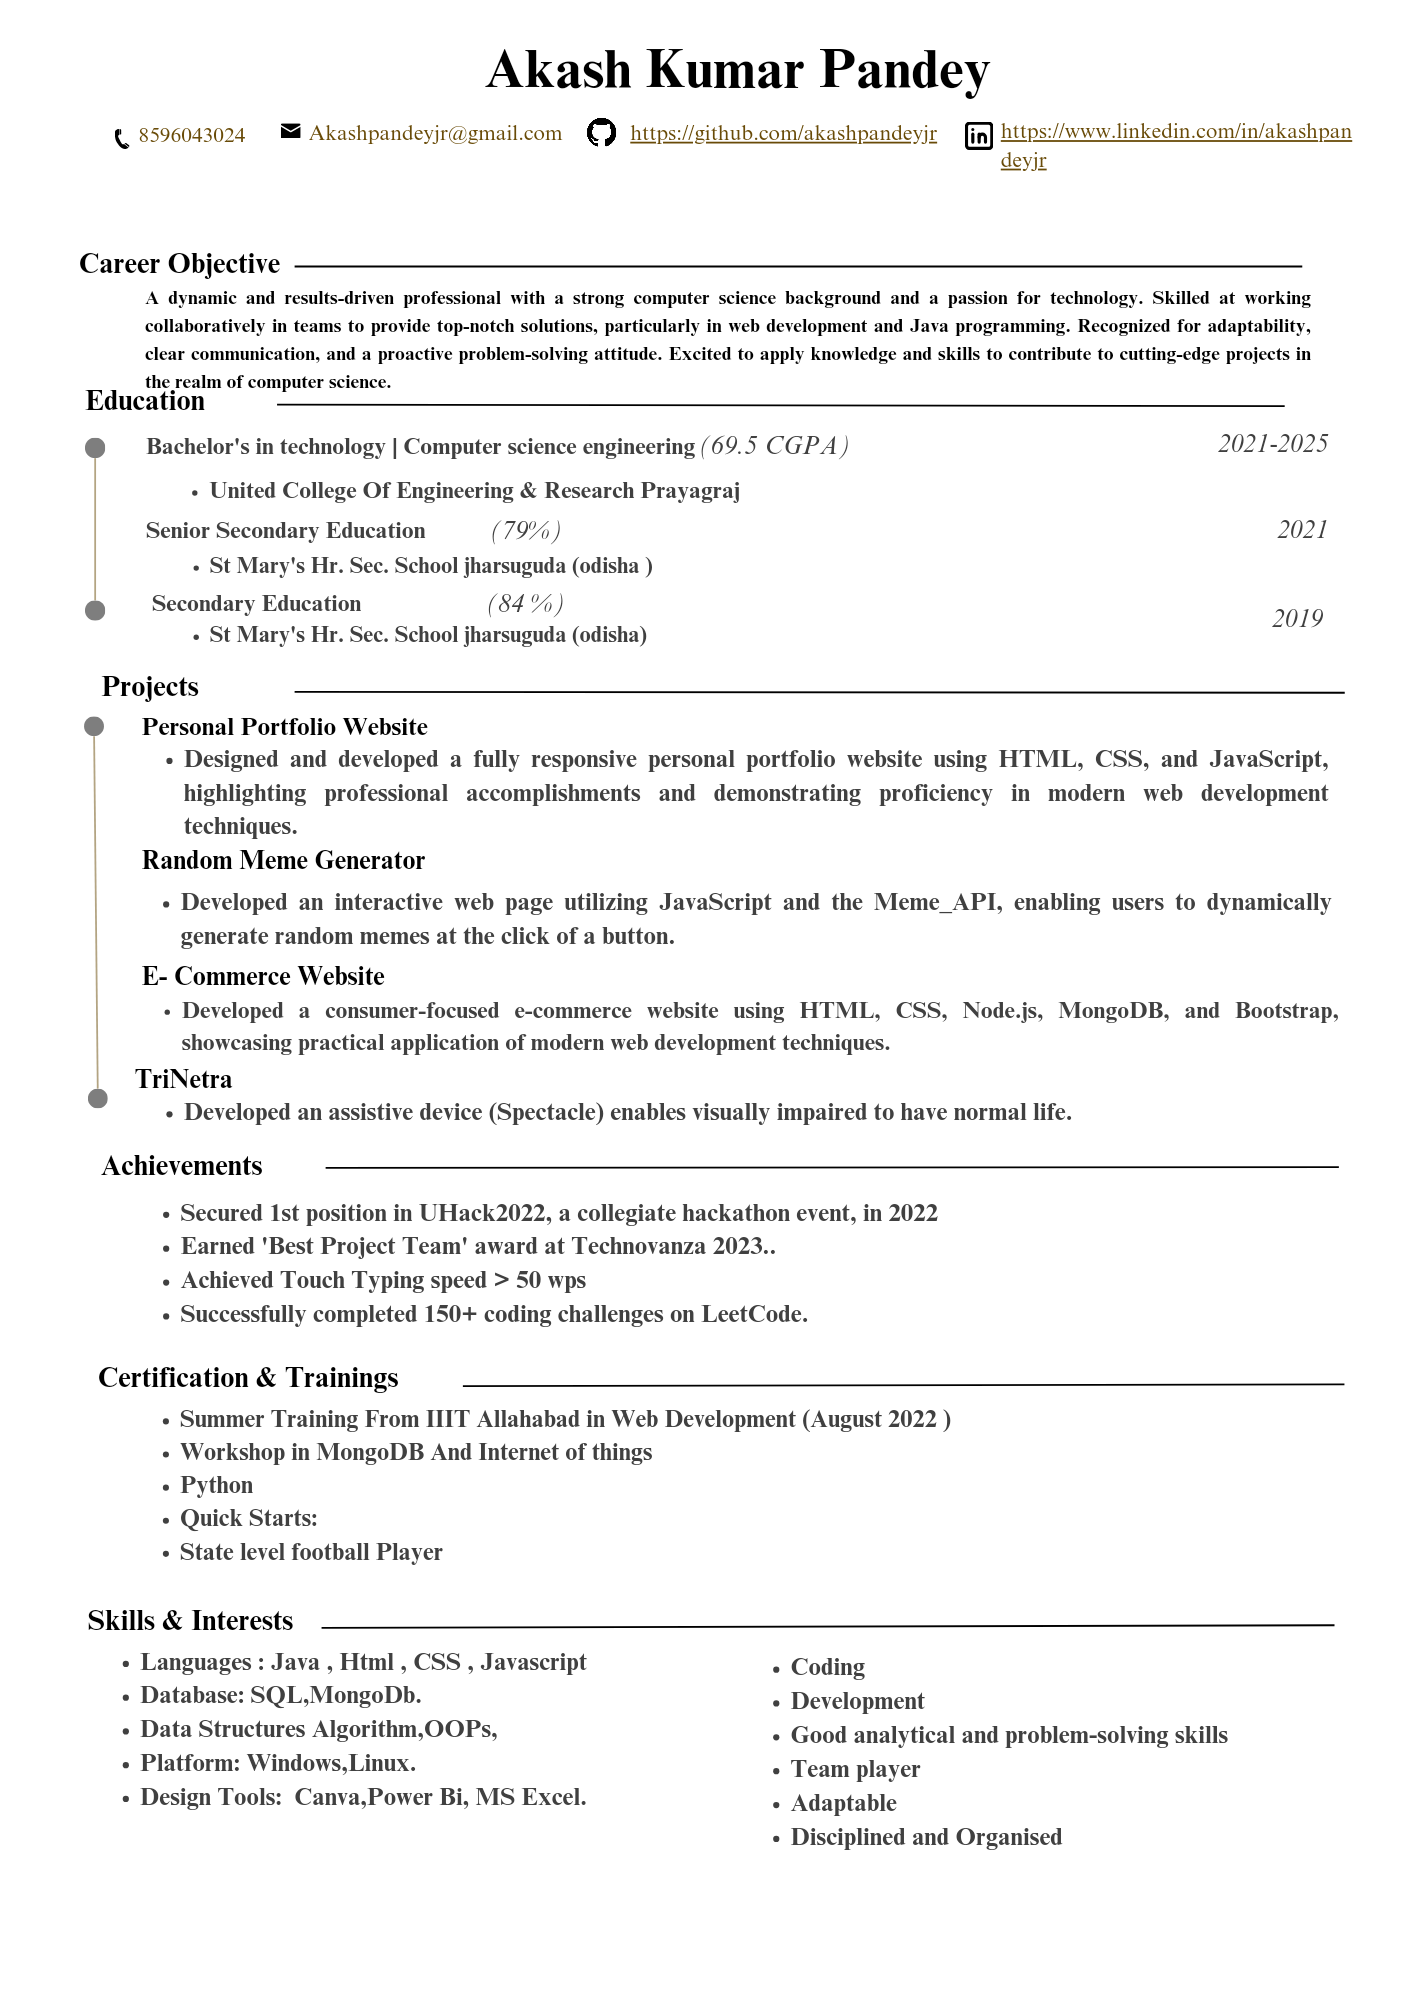 Akash Kumar Pandey
8596043024 Akashpandeyjr@gmail.com https://github.com/akashpandeyjr https://www.linkedin.com/in/akashpan
deyjr
Career Objective
A dynamic and results-driven professional with a strong computer science background and a passion for technology. Skilled at working
collaboratively in teams to provide top-notch solutions, particularly in web development and Java programming. Recognized for adaptability,
clear communication, and a proactive problem-solving attitude. Excited to apply knowledge and skills to contribute to cutting-edge projects in
the realm of computer science.
Education
Bachelor's in technology | Computer science engineering (69.5 CGPA) 2021-2025
• United College Of Engineering & Research Prayagraj
Senior Secondary Education (79%) 2021
• St Mary's Hr. Sec. School jharsuguda (odisha )
Secondary Education (84%) 2019
• St Mary's Hr. Sec. School jharsuguda (odisha)
Projects
Personal Portfolio Website
• Designed and developed a fully responsive personal portfolio website using HTML, CSS, and JavaScript,
highlighting professional accomplishments and demonstrating proficiency in modern web development
techniques.
Random Meme Generator
• Developed an interactive web page utilizing JavaScript and the Meme_API, enabling users to dynamically
generate random memes at the click of a button.
E- Commerce Website
• Developed a consumer-focused e-commerce website using HTML, CSS, Node.js, MongoDB, and Bootstrap,
showcasing practical application of modern web development techniques.
TriNetra
• Developed an assistive device (Spectacle) enables visually impaired to have normal life.
Achievements
• Secured 1st position in UHack2022, a collegiate hackathon event, in 2022
• Earned 'Best Project Team' award at Technovanza 2023..
• Achieved Touch Typing speed > 50 wps
• Successfully completed 150+ coding challenges on LeetCode.
Certification & Trainings
• Summer Training From IIIT Allahabad in Web Development (August 2022 )
• Workshop in MongoDB And Internet of things
• Python
• Quick Starts:
• State level football Player
Skills & Interests
• Languages : Java , Html , CSS , Javascript
• Database: SQL,MongoDb.
• Data Structures Algorithm,OOPs,
• Platform: Windows,Linux.
• Design Tools: Canva,Power Bi, MS Excel.
• Coding
• Development
• Good analytical and problem-solving skills
• Team player
• Adaptable
• Disciplined and Organised